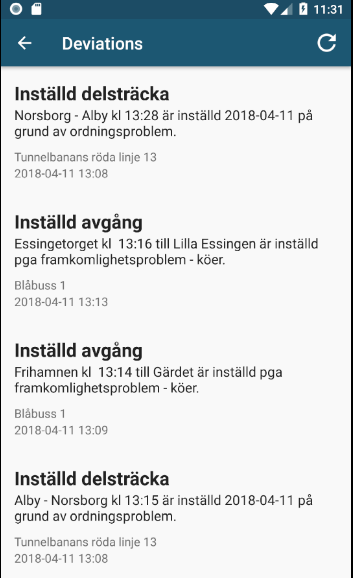 11:31
Deviations
Inställd delsträcka
Norsborg - Alby kl 13:28 är inställd 2018-04-11 på
grund av ordningsproblem.
Tunnelbanans röda linje 13
2018-04-11 13:08
Inställd avgång
Essingetorget kl  13:16 till Lilla Essingen är inställd
pga framkomlighetsproblem - köer.
Blåbuss 1
2018-04-11 13:13
Inställd avgång
Frihamnen kl  13:14 till Gärdet är inställd pga
framkomlighetsproblem - köer.
Blåbuss 1
2018-04-11 13:09
Inställd delsträcka
Alby - Norsborg kl 13:15 är inställd 2018-04-11 på
grund av ordningsproblem.
Tunnelbanans röda linje 13
2018-04-11 13:08